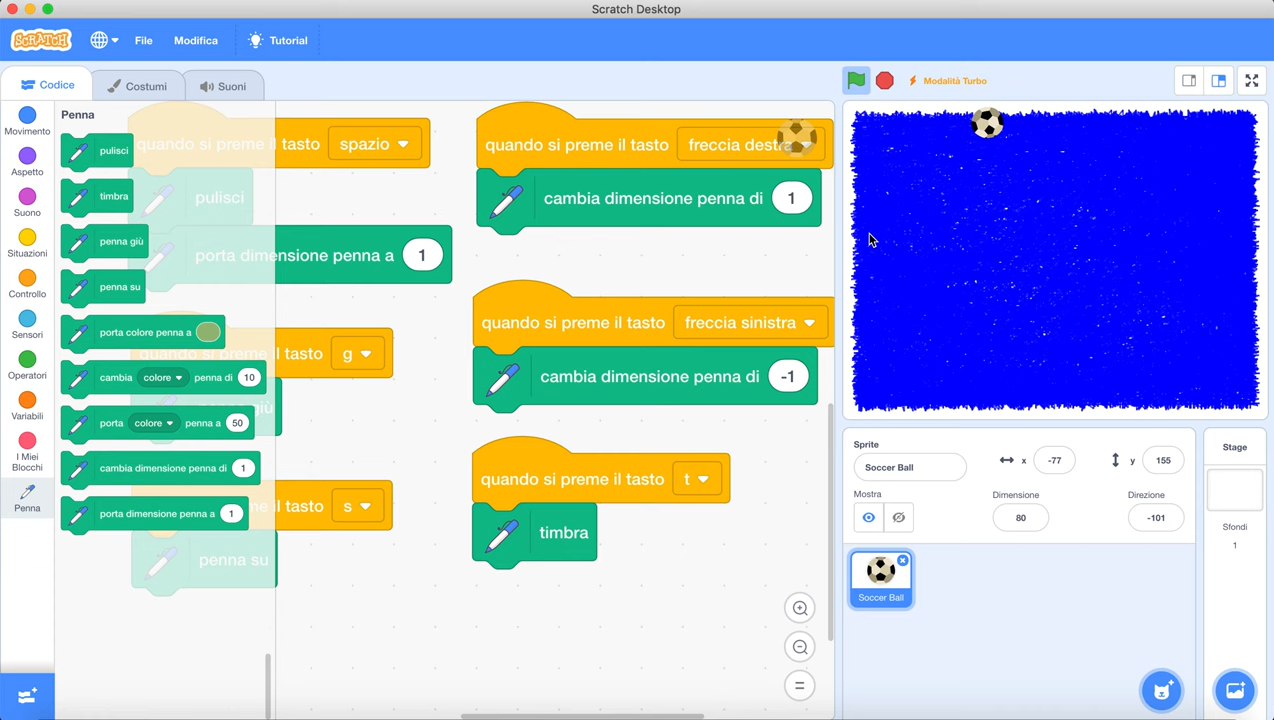 Scratch Desktop
SCRATCH
File
Modifica
Tutorial
Codice
Costumi
Suoni
Modalità Turbo
Movimento
Aspetto
Suono
Situazioni
Controllo
Sensori
Operatori
Variabili
I Miei
Blocchi
Penna
Penna
pulisci
timbra
penna giù
penna su
porta colore penna a
cambia colore penna di 10
porta colore penna a 50
cambia dimensione penna di 1
porta dimensione penna a 1
quando si preme il tasto spazio
pulisci
porta dimensione penna a 1
quando si preme il tasto g
giù
il tasto s
penna su
quando si preme il tasto freccia destra
cambia dimensione penna di 1
quando si preme il tasto freccia sinistra
cambia dimensione penna di -1
quando si preme il tasto t
timbra
Sprite
Soccer Ball
x -77
y 155
Mostra
Dimensione
80
Direzione
-101
Soccer Ball
Stage
Sfondi
1